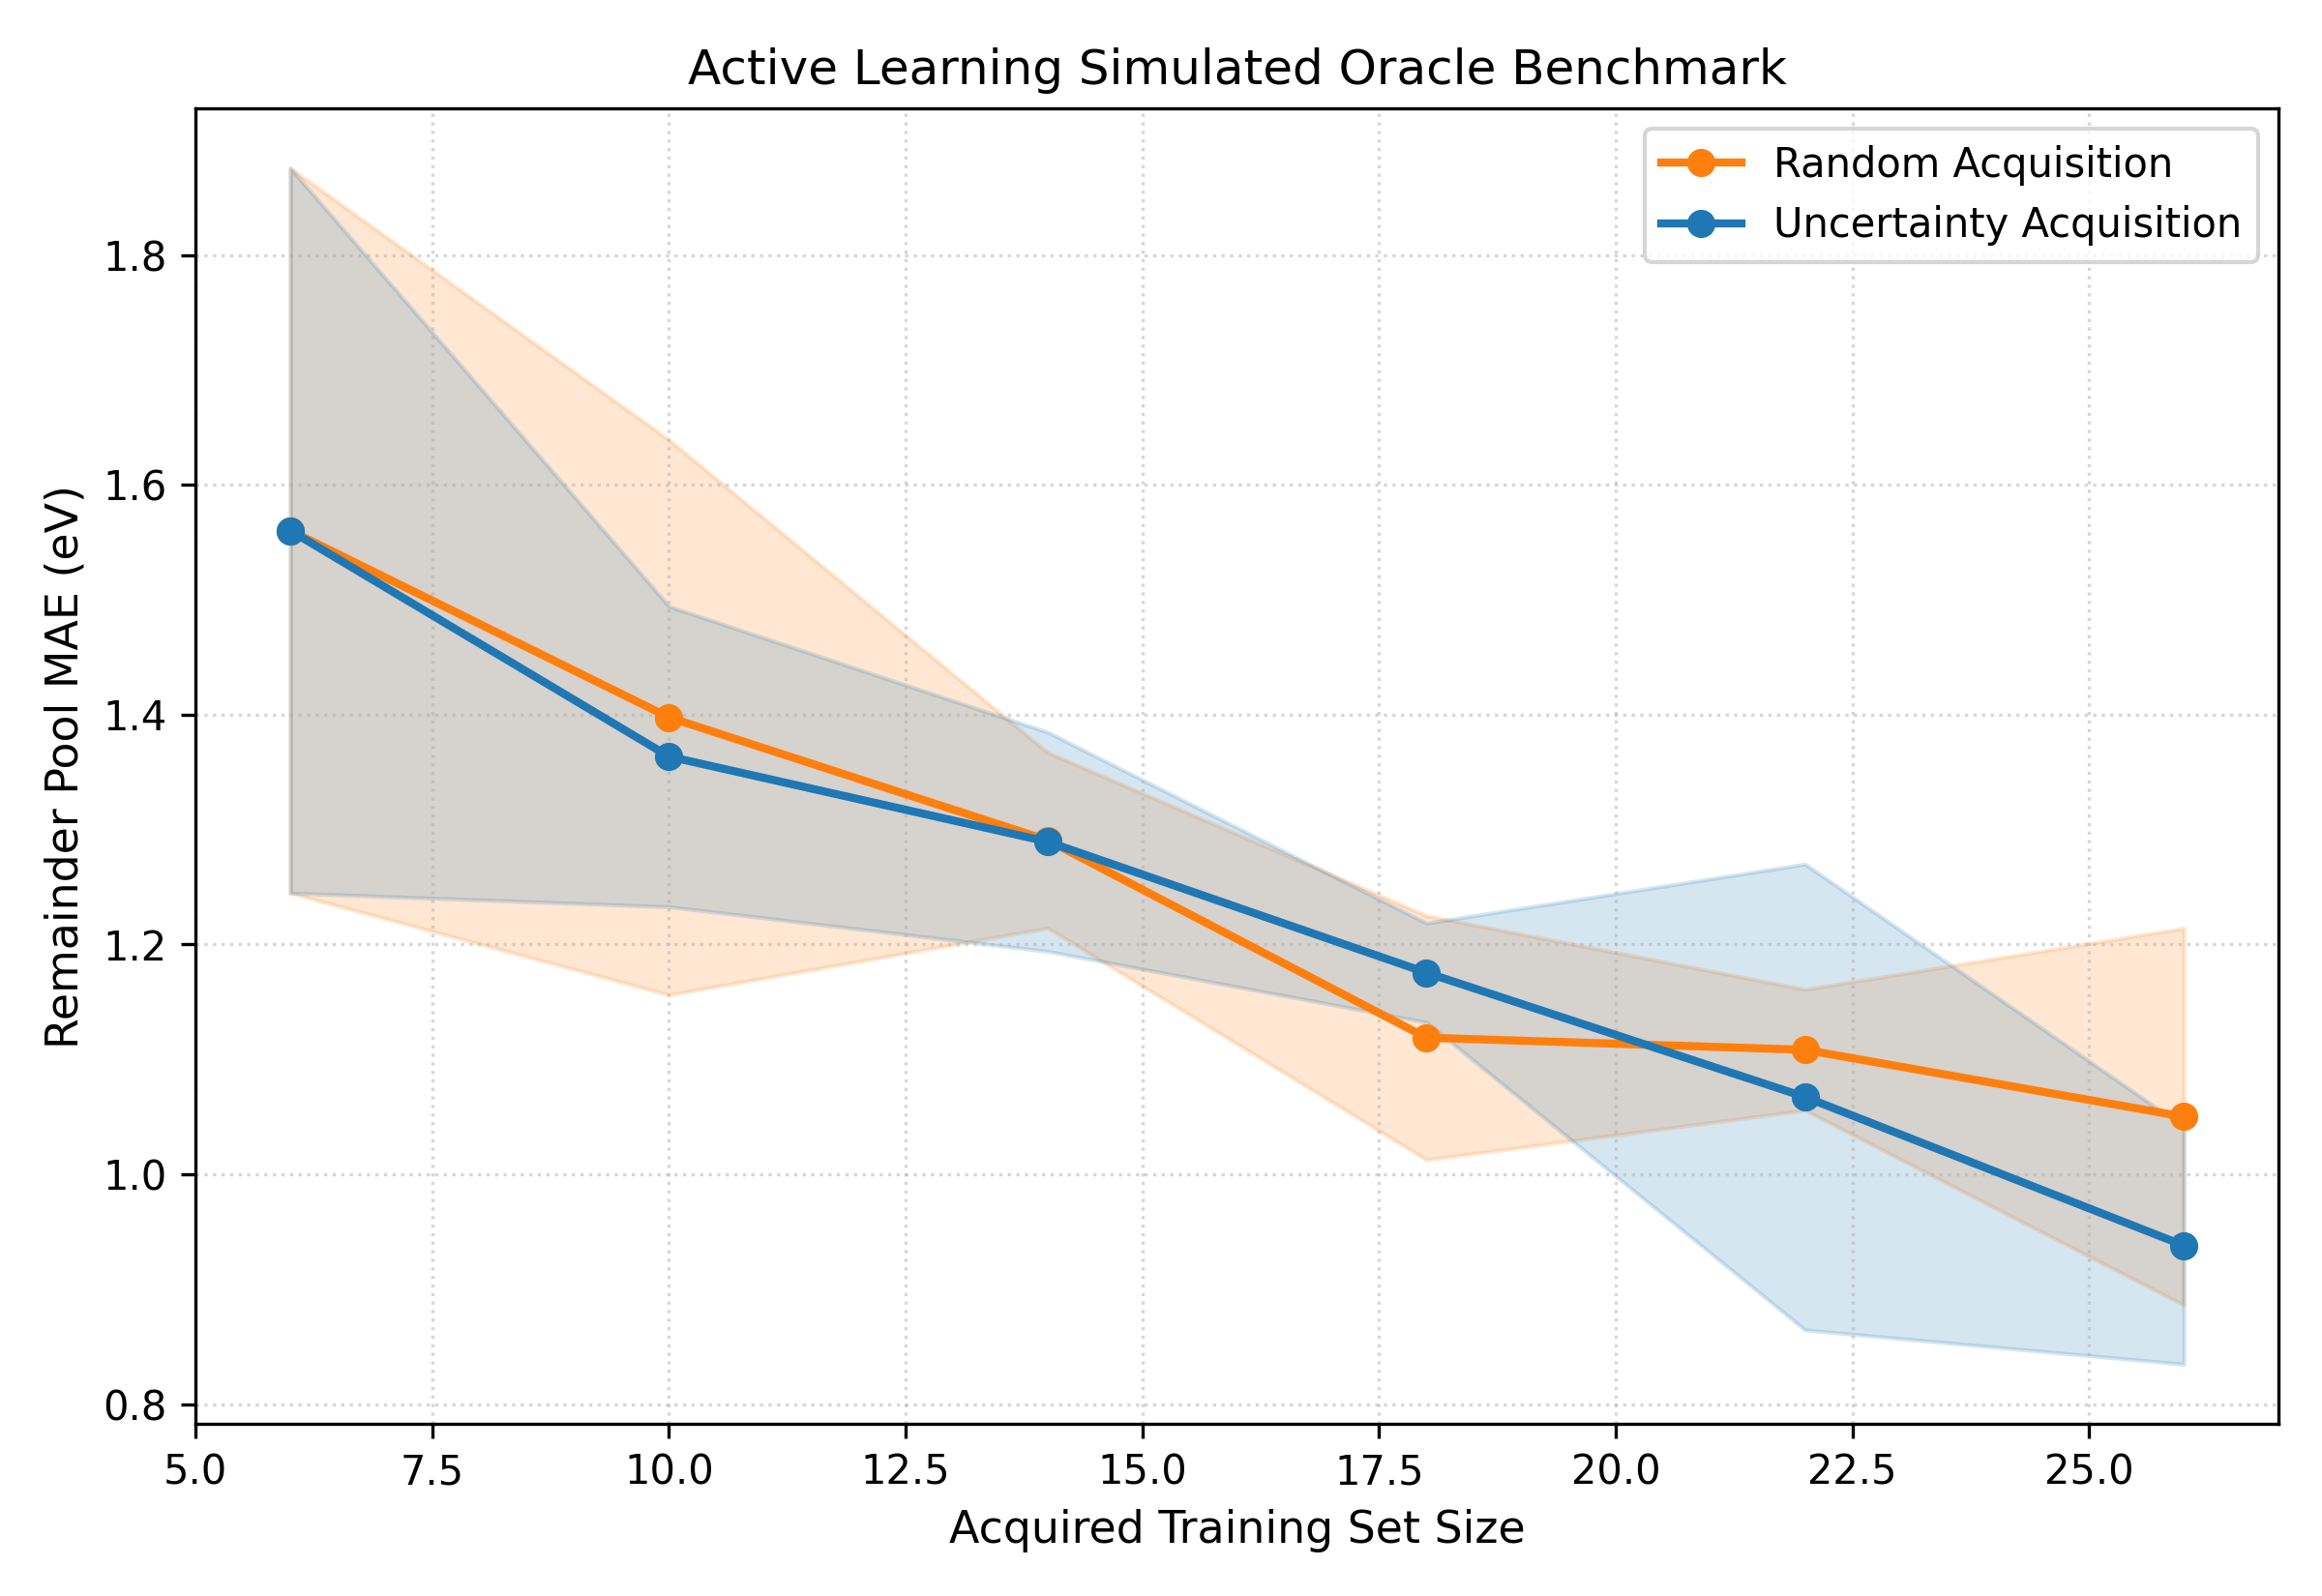 Active Learning Simulated Oracle Benchmark
Random Acquisition
Uncertainty Acquisition
Remainder Pool MAE (eV)
1.8
1.6
1.4
1.2
1.0
0.8
5.0 7.5 10.0 12.5 15.0 17.5 20.0 22.5 25.0
Acquired Training Set Size